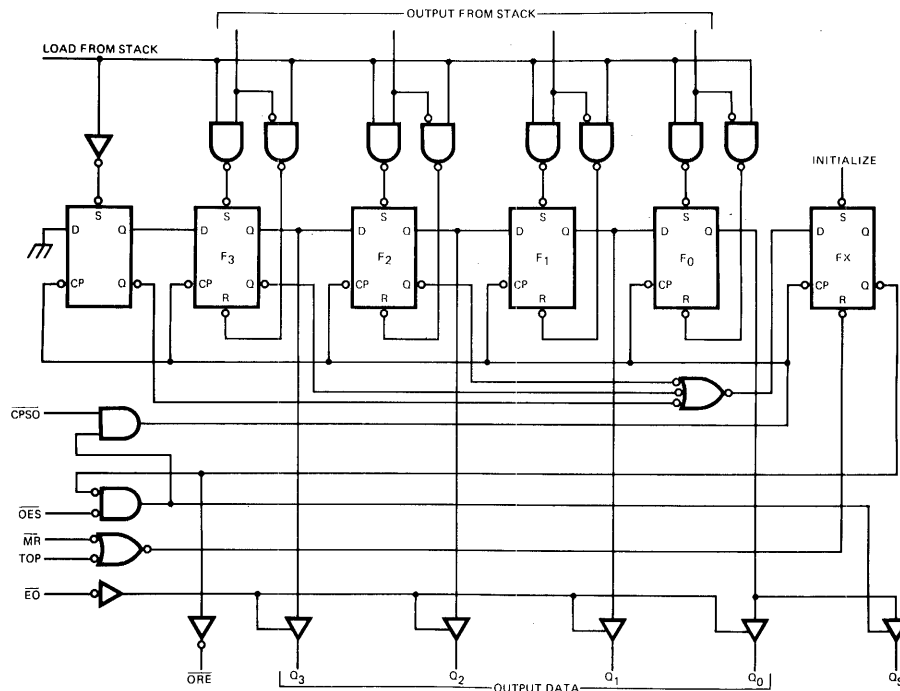 OUTPUT FROM STACK
LOAD FROM STACK
INITIALIZE
S S S S S S
D Q D Q D Q D Q D Q D Q
F3 F2 F1 F0 FX
CP Q CP Q CP Q CP CP CP Q
R R R R R
CPSO
OES
MR
TOP
EO
ORE Q3 Q2 Q1 Q0 QS
OUTPUT DATA